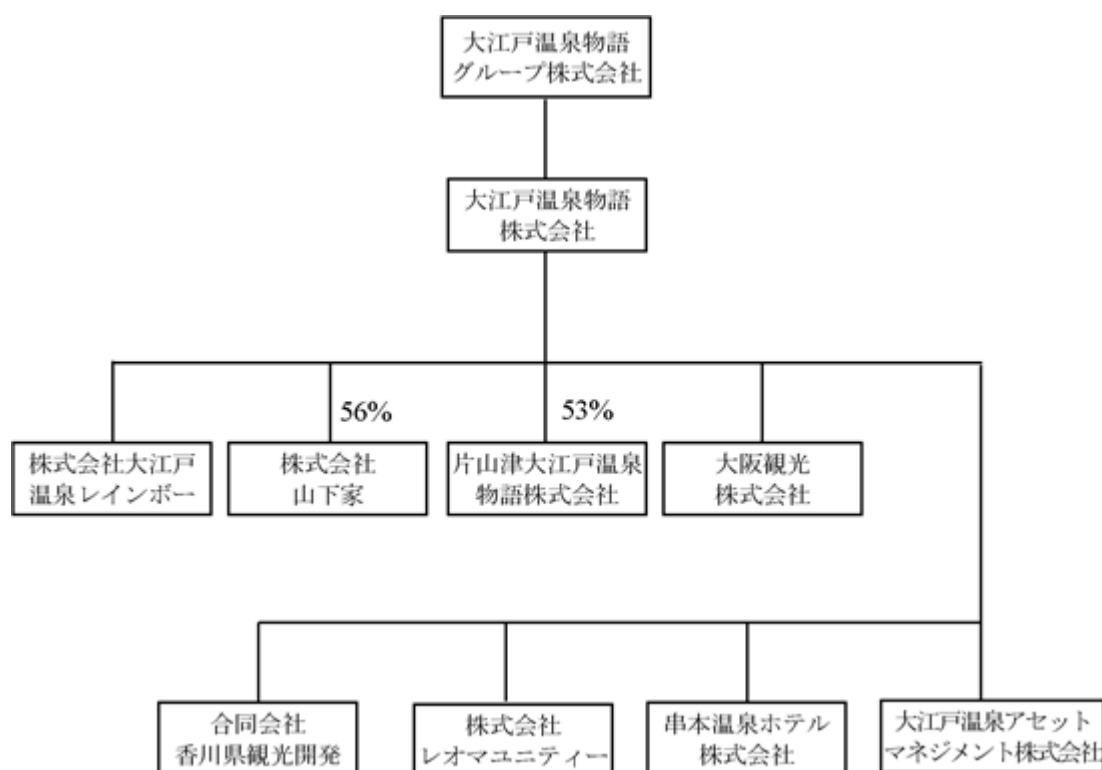 大江戸温泉物語
グループ株式会社
大江戸温泉物語
株式会社
56%
53%
株式会社大江戸
温泉レインボー
株式会社
山下家
片山津大江戸温泉
物語株式会社
大阪観光
株式会社
合同会社
香川県観光開発
株式会社
レオマユニティー
串本温泉ホテル
株式会社
大江戸温泉アセット
マネジメント株式会社